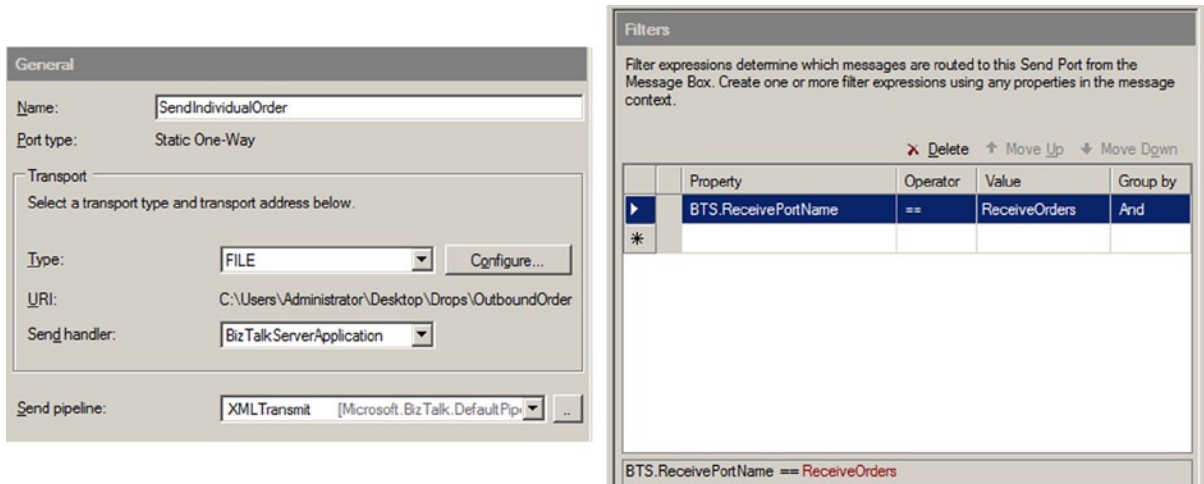 General
Name: SendIndividualOrder
Port type: Static One-Way
Transport
Select a transport type and transport address below.
Type: FILE Configure...
URI: C:\Users\Administrator\Desktop\Drops\OutboundOrder
Send handler: BizTalkServerApplication
Send pipeline: XMLTransmit [Microsoft.BizTalk.DefaultPip ..
Filters
Filter expressions determine which messages are routed to this Send Port from the
Message Box. Create one or more filter expressions using any properties in the message
context.
Delete Move Up Move Down
Property Operator Value Group by
BTS.ReceivePortName == ReceiveOrders And
BTS.ReceivePortName == ReceiveOrders